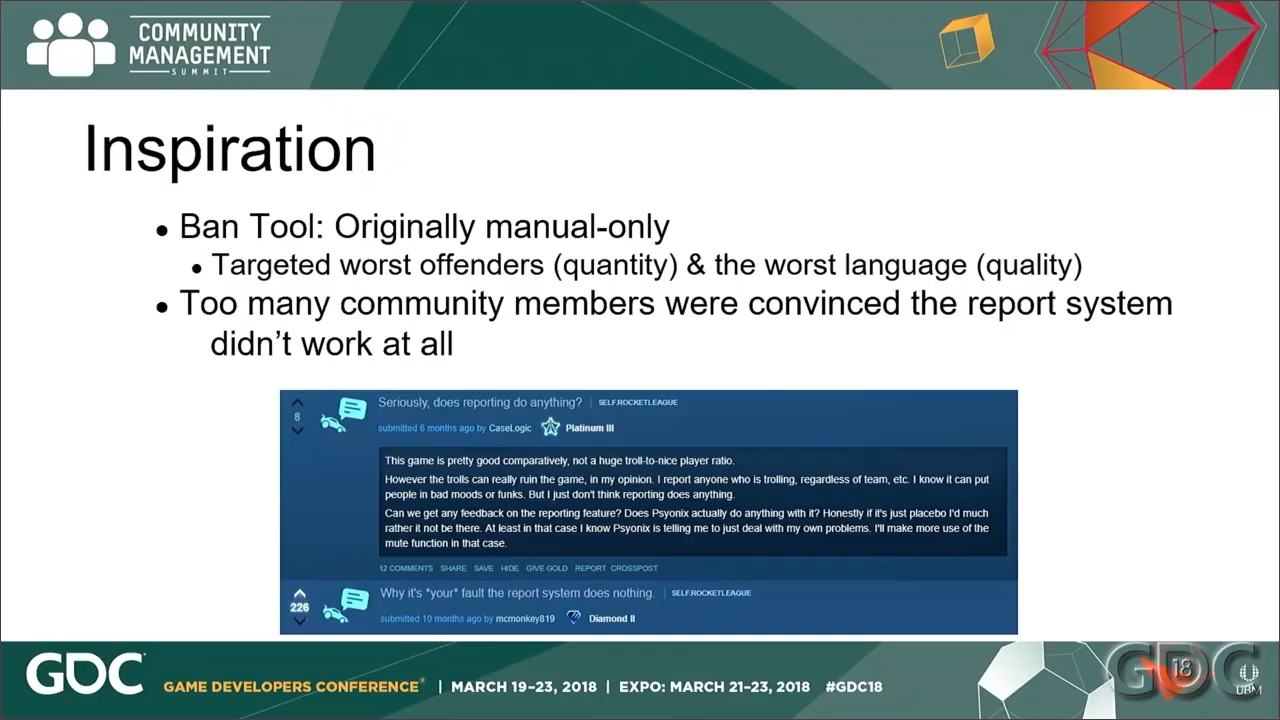 COMMUNITY
MANAGEMENT
SUMMIT
Inspiration
• Ban Tool: Originally manual-only
• Targeted worst offenders (quantity) & the worst language (quality)
• Too many community members were convinced the report system
didn't work at all
8
Seriously, does reporting do anything? | SELF.ROCKETLEAGUE
submitted 6 months ago by CaseLogic Platinum III
This game is pretty good comparatively, not a huge troll-to-nice player ratio.
However the trolls can really ruin the game, in my opinion. I report anyone who is trolling, regardless of team, etc. I know it can put
people in bad moods or funks. But I just don't think reporting does anything.
Can we get any feedback on the reporting feature? Does Psyonix actually do anything with it? Honestly if it's just placebo I'd much
rather it not be there. At least in that case I know Psyonix is telling me to just deal with my own problems. I'll make more use of the
mute function in that case.
12 COMMENTS SHARE SAVE HIDE GIVE GOLD REPORT CROSSPOST
226
Why it's *your* fault the report system does nothing. | SELF.ROCKETLEAGUE
submitted 10 months ago by mcmonkey819 Diamond II
GDC GAME DEVELOPERS CONFERENCE | MARCH 19–23, 2018 | EXPO: MARCH 21–23, 2018 #GDC18
GDC 18
UBM